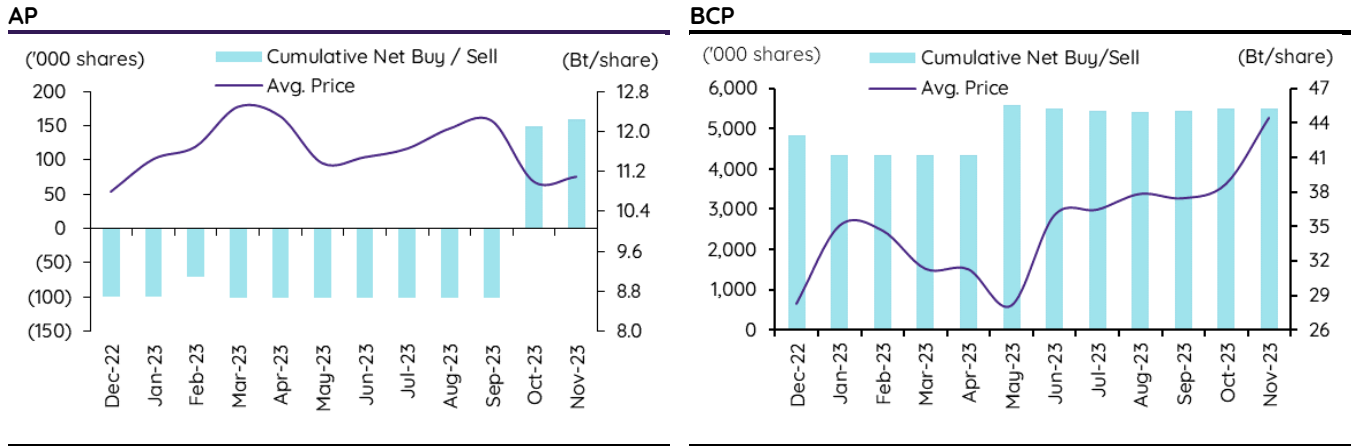 AP
('000 shares)
Cumulative Net Buy / Sell
(Bt/share)
Avg. Price
200
150
100
50
0
(50)
(100)
(150)
12.8
12.0
11.2
10.4
9.6
8.8
8.0
Dec-22
Jan-23
Feb-23
Mar-23
Apr-23
May-23
Jun-23
Jul-23
Aug-23
Sep-23
Oct-23
Nov-23
BCP
('000 shares)
Cumulative Net Buy/Sell
(Bt/share)
Avg. Price
6,000
5,000
4,000
3,000
2,000
1,000
0
47
44
41
38
35
32
29
26
Dec-22
Jan-23
Feb-23
Mar-23
Apr-23
May-23
Jun-23
Jul-23
Aug-23
Sep-23
Oct-23
Nov-23